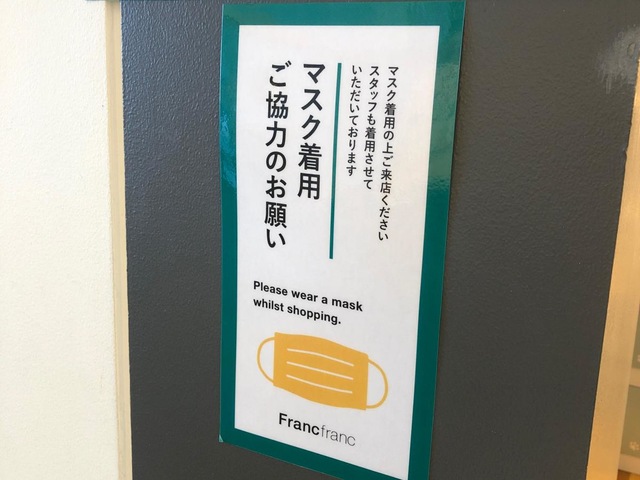 マスク着用の上ご来店ください
スタッフも着用させて
いただいております
マスク着用
ご協力のお願い
Please wear a mask
whilst shopping.
Francfranc